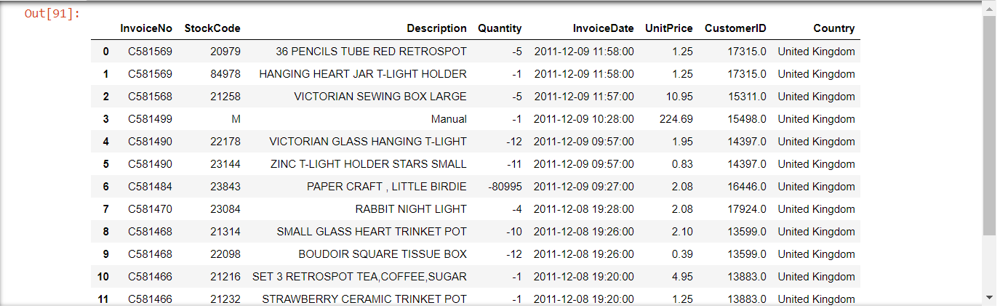 Out[91]:
InvoiceNo StockCode Description Quantity InvoiceDate UnitPrice CustomerID Country
0 C581569 20979 36 PENCILS TUBE RED RETROSPOT -5 2011-12-09 11:58:00 1.25 17315.0 United Kingdom
1 C581569 84978 HANGING HEART JAR T-LIGHT HOLDER -1 2011-12-09 11:58:00 1.25 17315.0 United Kingdom
2 C581568 21258 VICTORIAN SEWING BOX LARGE -5 2011-12-09 11:57:00 10.95 15311.0 United Kingdom
3 C581499 M Manual -1 2011-12-09 10:28:00 224.69 15498.0 United Kingdom
4 C581490 22178 VICTORIAN GLASS HANGING T-LIGHT -12 2011-12-09 09:57:00 1.95 14397.0 United Kingdom
5 C581490 23144 ZINC T-LIGHT HOLDER STARS SMALL -11 2011-12-09 09:57:00 0.83 14397.0 United Kingdom
6 C581484 23843 PAPER CRAFT , LITTLE BIRDIE -80995 2011-12-09 09:27:00 2.08 16446.0 United Kingdom
7 C581470 23084 RABBIT NIGHT LIGHT -4 2011-12-08 19:28:00 2.08 17924.0 United Kingdom
8 C581468 21314 SMALL GLASS HEART TRINKET POT -10 2011-12-08 19:26:00 2.10 13599.0 United Kingdom
9 C581468 22098 BOUDOIR SQUARE TISSUE BOX -12 2011-12-08 19:26:00 0.39 13599.0 United Kingdom
10 C581466 21216 SET 3 RETROSPOT TEA,COFFEE,SUGAR -1 2011-12-08 19:20:00 4.95 13883.0 United Kingdom
11 C581466 21232 STRAWBERRY CERAMIC TRINKET POT -1 2011-12-08 19:20:00 1.25 13883.0 United Kingdom